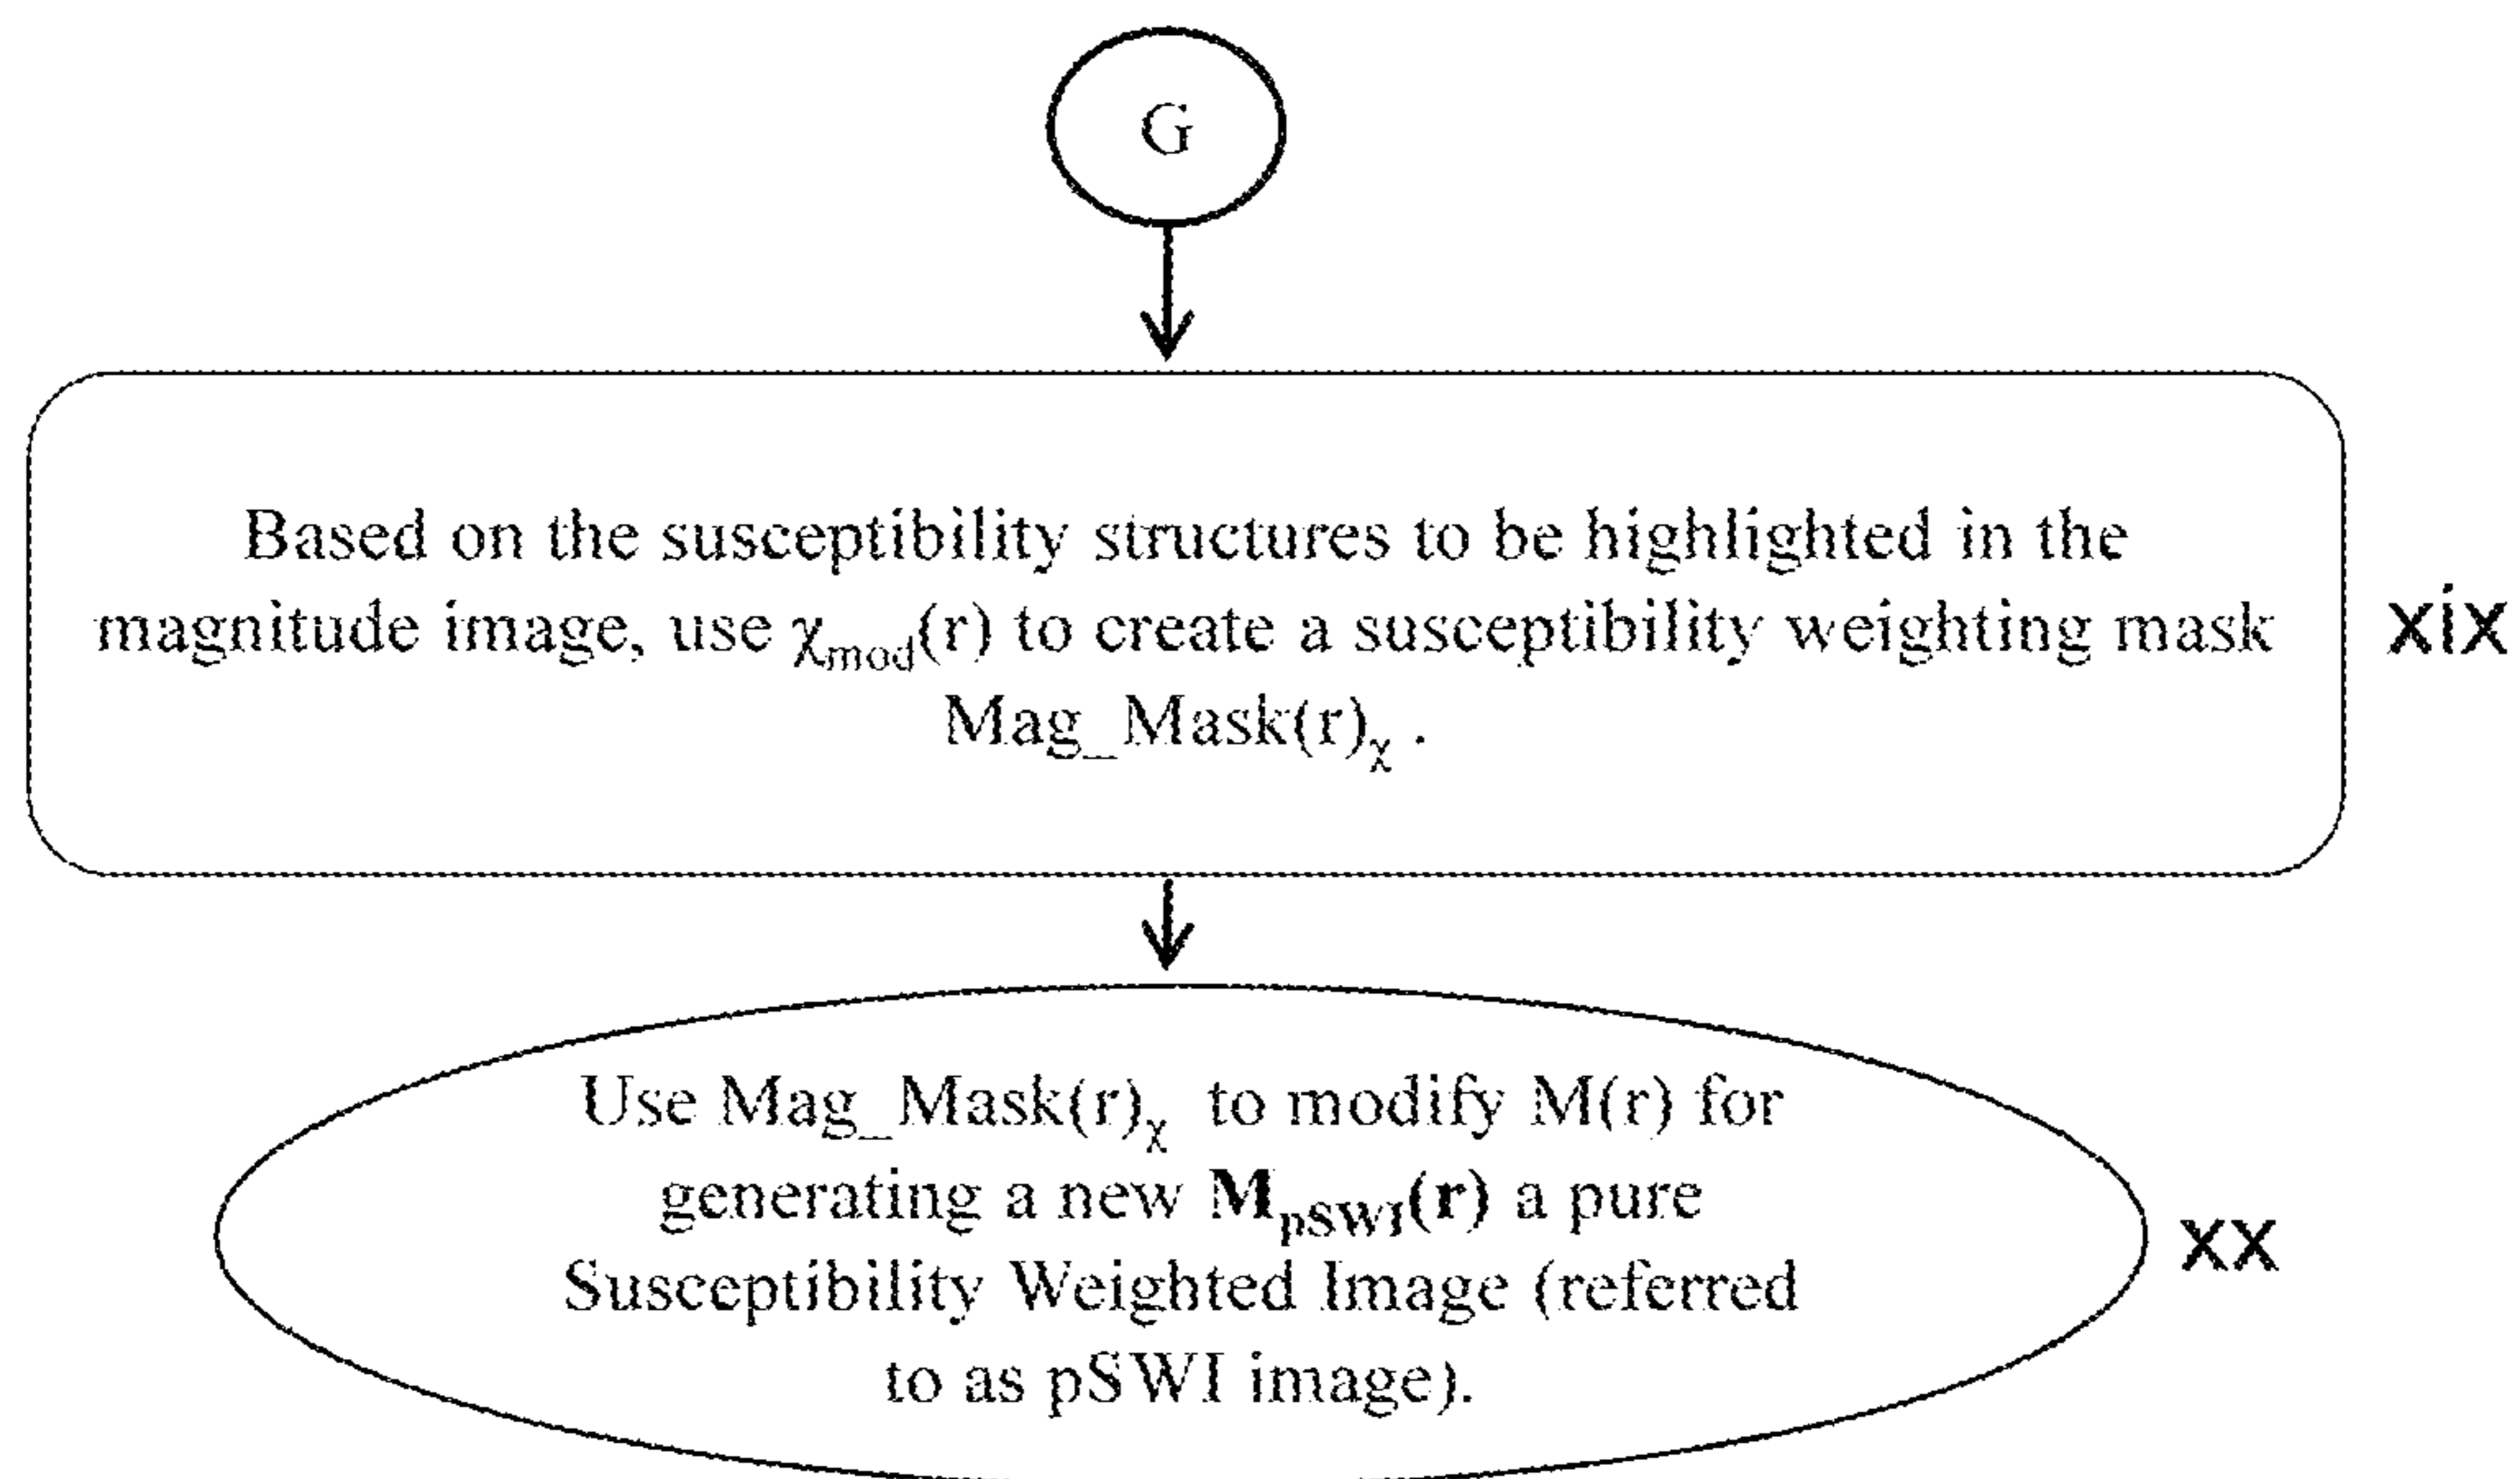 G
Based on the susceptibility structures to be highlighted in the
magnitude image, use χmod(r) to create a susceptibility weighting mask
Mag_Mask(r)χ .
xix
Use Mag_Mask(r)χ to modify M(r) for
generating a new MpSWI(r) a pure
Susceptibility Weighted Image (referred
to as pSWI image).
xx